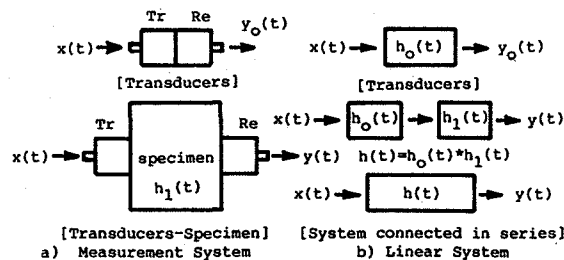 Tr Re
x(t) y₀(t)
[Transducers]
Tr Re
x(t) specimen y(t)
h₁(t)
[Transducers-Specimen]
a) Measurement System
x(t) h₀(t) y₀(t)
[Transducers]
x(t) h₀(t) h₁(t) y(t)
h(t)=h₀(t)*h₁(t)
x(t) h(t) y(t)
[System connected in series]
b) Linear System